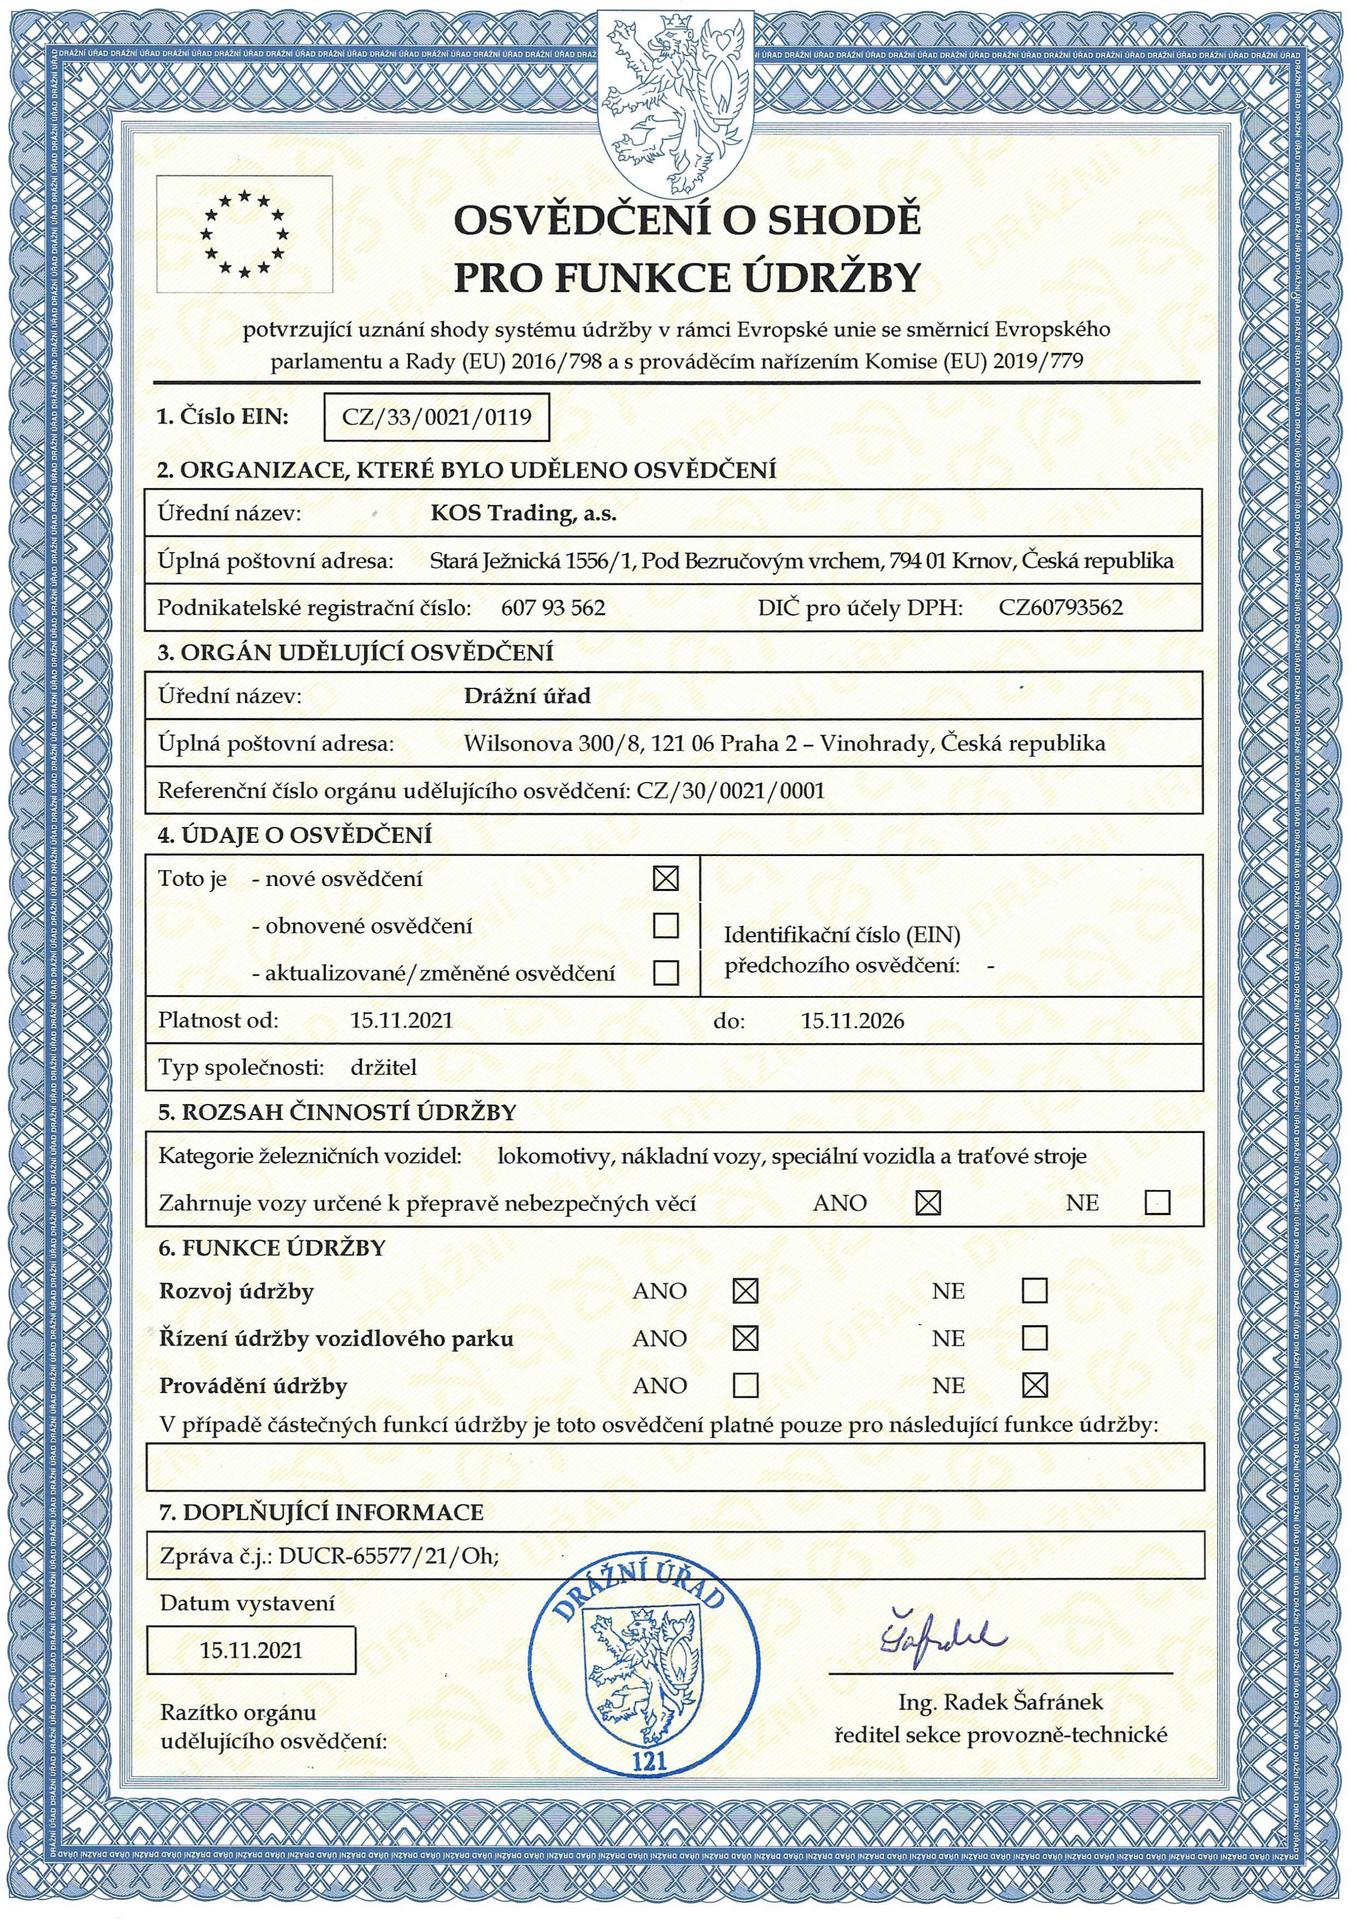 OSVĚDČENÍ O SHODĚ
PRO FUNKCE ÚDRŽBY
potvrzující uznání shody systému údržby v rámci Evropské unie se směrnicí Evropského
parlamentu a Rady (EU) 2016/798 a s prováděcím nařízením Komise (EU) 2019/779
1. Číslo EIN: CZ/33/0021/0119
2. ORGANIZACE, KTERÉ BYLO UDĚLENO OSVĚDČENÍ
Úřední název: KOS Trading, a.s.
Úplná poštovní adresa: Stará Ježnická 1556/1, Pod Bezručovým vrchem, 794 01 Krnov, Česká republika
Podnikatelské registrační číslo: 607 93 562 DIČ pro účely DPH: CZ60793562
3. ORGÁN UDĚLUJÍCÍ OSVĚDČENÍ
Úřední název: Drážní úřad
Úplná poštovní adresa: Wilsonova 300/8, 121 06 Praha 2 – Vinohrady, Česká republika
Referenční číslo orgánu udělujícího osvědčení: CZ/30/0021/0001
4. ÚDAJE O OSVĚDČENÍ
Toto je - nové osvědčení ☒
- obnovené osvědčení ☐
- aktualizované/změněné osvědčení ☐
Identifikační číslo (EIN)
předchozího osvědčení: -
Platnost od: 15.11.2021 do: 15.11.2026
Typ společnosti: držitel
5. ROZSAH ČINNOSTÍ ÚDRŽBY
Kategorie železničních vozidel: lokomotivy, nákladní vozy, speciální vozidla a traťové stroje
Zahrnuje vozy určené k přepravě nebezpečných věcí ANO ☒ NE ☐
6. FUNKCE ÚDRŽBY
Rozvoj údržby ANO ☒ NE ☐
Řízení údržby vozidlového parku ANO ☒ NE ☐
Provádění údržby ANO ☐ NE ☒
V případě částečných funkcí údržby je toto osvědčení platné pouze pro následující funkce údržby:
7. DOPLŇUJÍCÍ INFORMACE
Zpráva č.j.: DUCR-65577/21/Oh;
Datum vystavení
15.11.2021
Razítko orgánu
udělujícího osvědčení:
DRÁŽNÍ ÚŘAD
121
Šafránek
Ing. Radek Šafránek
ředitel sekce provozně-technické